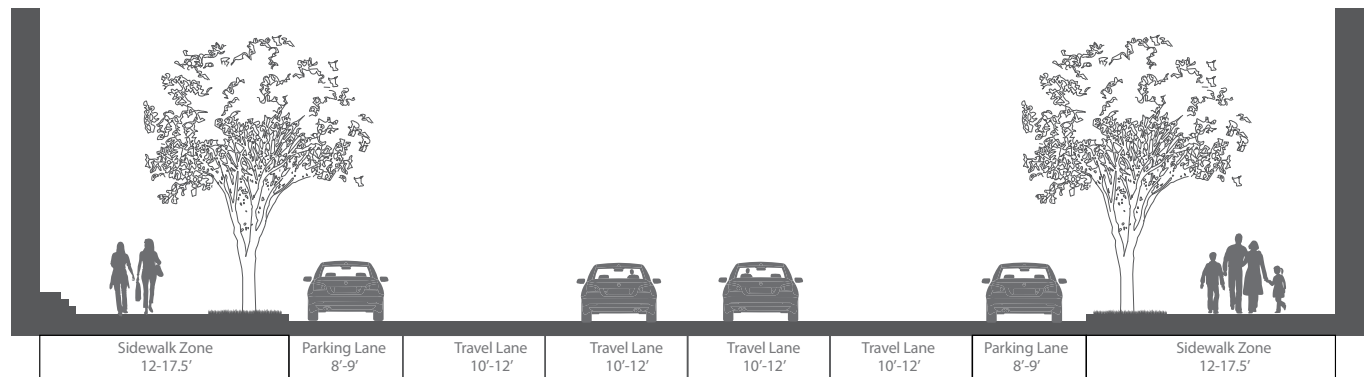 Sidewalk Zone
12-17.5’
Parking Lane
8’-9’
Travel Lane
10’-12’
Travel Lane
10’-12’
Travel Lane
10’-12’
Travel Lane
10’-12’
Parking Lane
8’-9’
Sidewalk Zone
12-17.5’